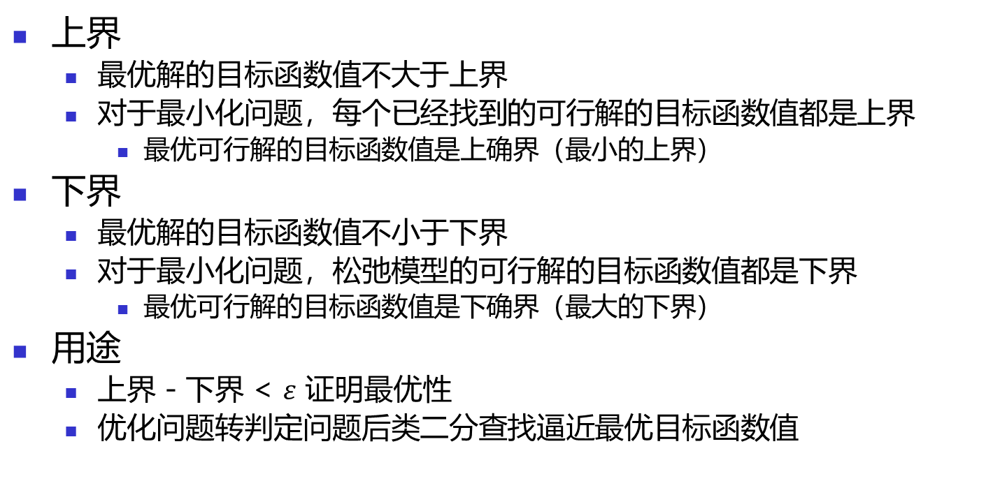 上界
最优解的目标函数值不大于上界
对于最小化问题，每个已经找到的可行解的目标函数值都是上界
最优可行解的目标函数值是上确界（最小的上界）
下界
最优解的目标函数值不小于下界
对于最小化问题，松弛模型的可行解的目标函数值都是下界
最优可行解的目标函数值是下确界（最大的下界）
用途
上界 - 下界 < ε 证明最优性
优化问题转判定问题后类二分查找逼近最优目标函数值